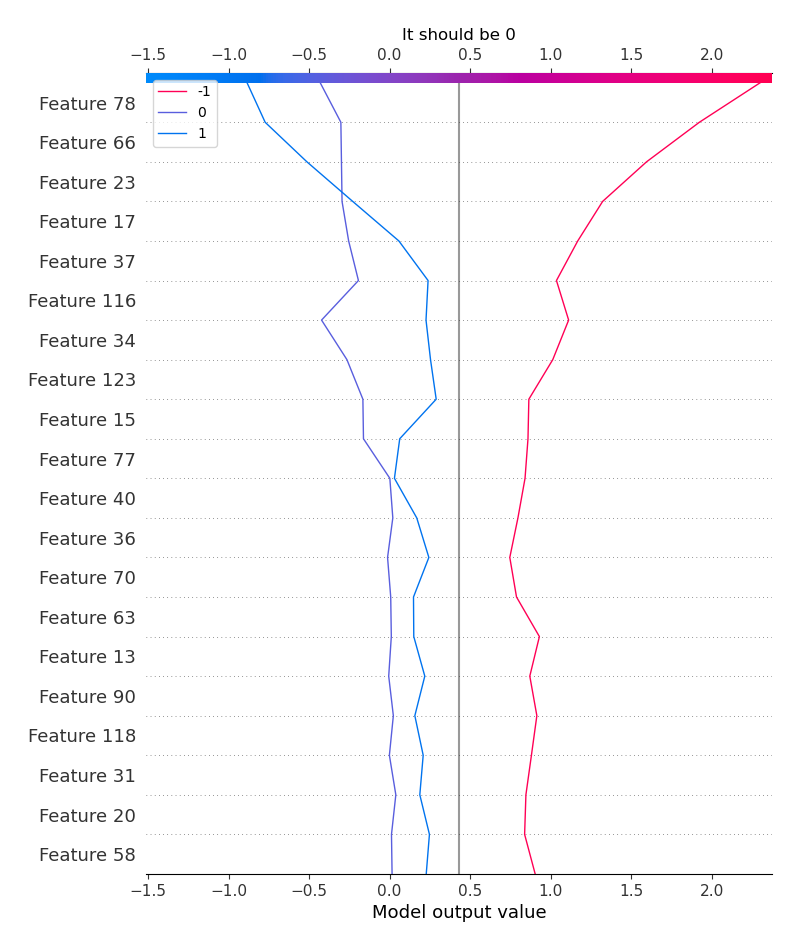 It should be 0
−1.5 −1.0 −0.5 0.0 0.5 1.0 1.5 2.0
-1
0
1
Feature 78
Feature 66
Feature 23
Feature 17
Feature 37
Feature 116
Feature 34
Feature 123
Feature 15
Feature 77
Feature 40
Feature 36
Feature 70
Feature 63
Feature 13
Feature 90
Feature 118
Feature 31
Feature 20
Feature 58
−1.5 −1.0 −0.5 0.0 0.5 1.0 1.5 2.0
Model output value